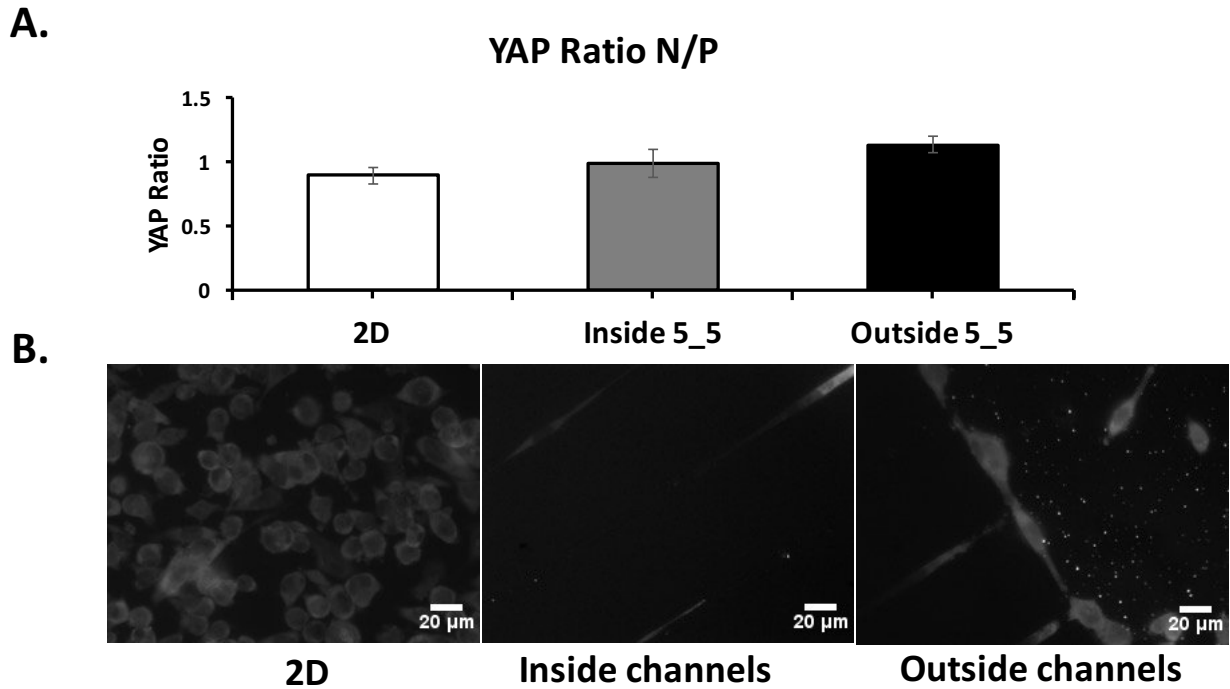 A.
YAP Ratio N/P
YAP Ratio
1.5
1
0.5
0
2D
Inside 5_5
Outside 5_5
B.
20 µm
20 µm
20 µm
2D
Inside channels
Outside channels